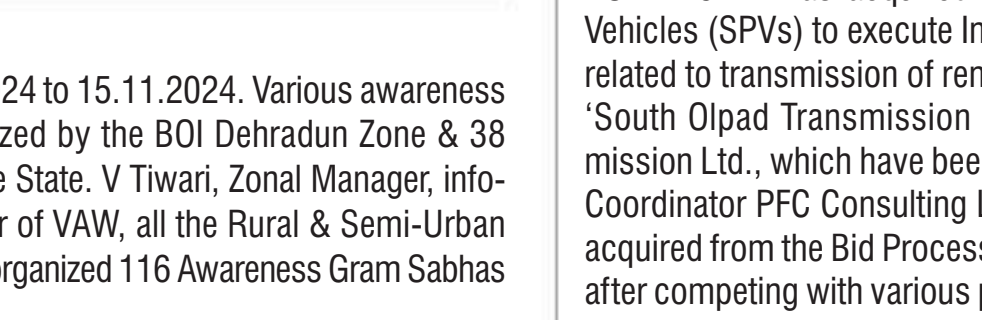 24 to 15.11.2024. Various awareness
zed by the BOI Dehradun Zone & 38
e State. V Tiwari, Zonal Manager, info-
r of VAW, all the Rural & Semi-Urban
organized 116 Awareness Gram Sabhas
Vehicles (SPVs) to execute In
related to transmission of ren
‘South Olpad Transmission
mission Ltd., which have bee
Coordinator PFC Consulting L
acquired from the Bid Process
after competing with various p